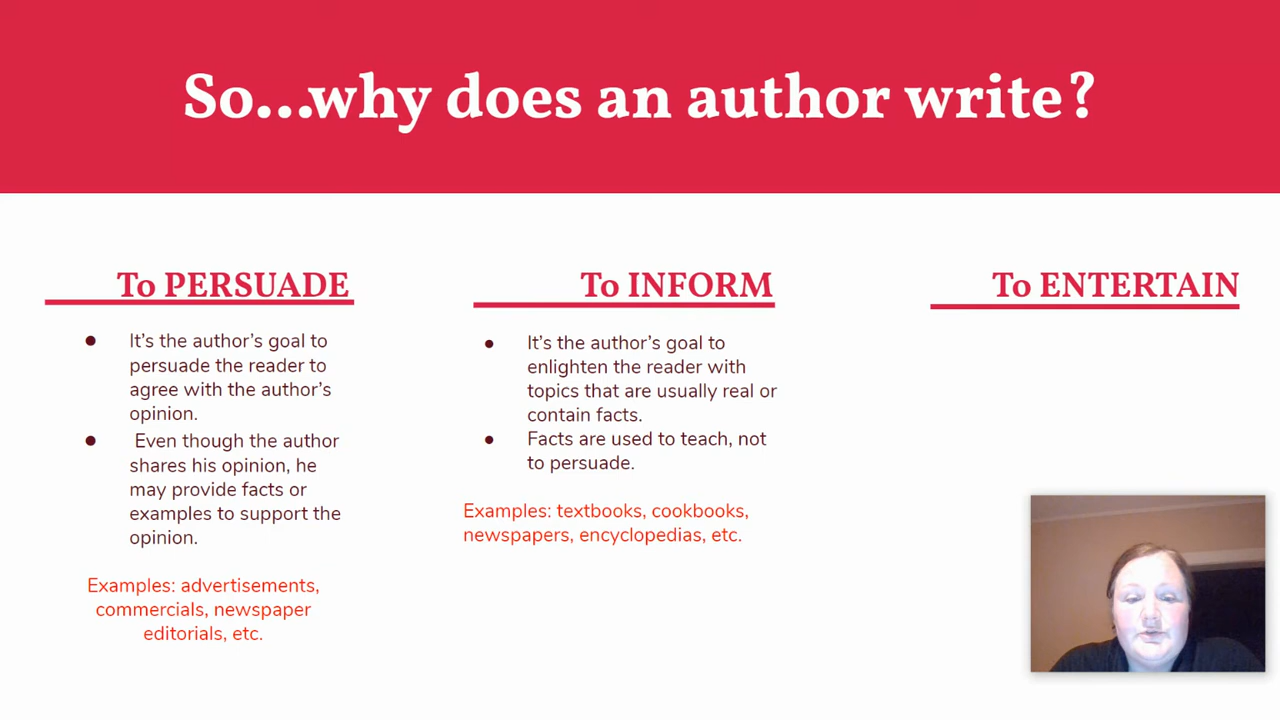 So...why does an author write?
To PERSUADE
● It's the author's goal to
persuade the reader to
agree with the author's
opinion.
● Even though the author
shares his opinion, he
may provide facts or
examples to support the
opinion.
Examples: advertisements,
commercials, newspaper
editorials, etc.
To INFORM
● It's the author's goal to
enlighten the reader with
topics that are usually real or
contain facts.
● Facts are used to teach, not
to persuade.
Examples: textbooks, cookbooks,
newspapers, encyclopedias, etc.
To ENTERTAIN